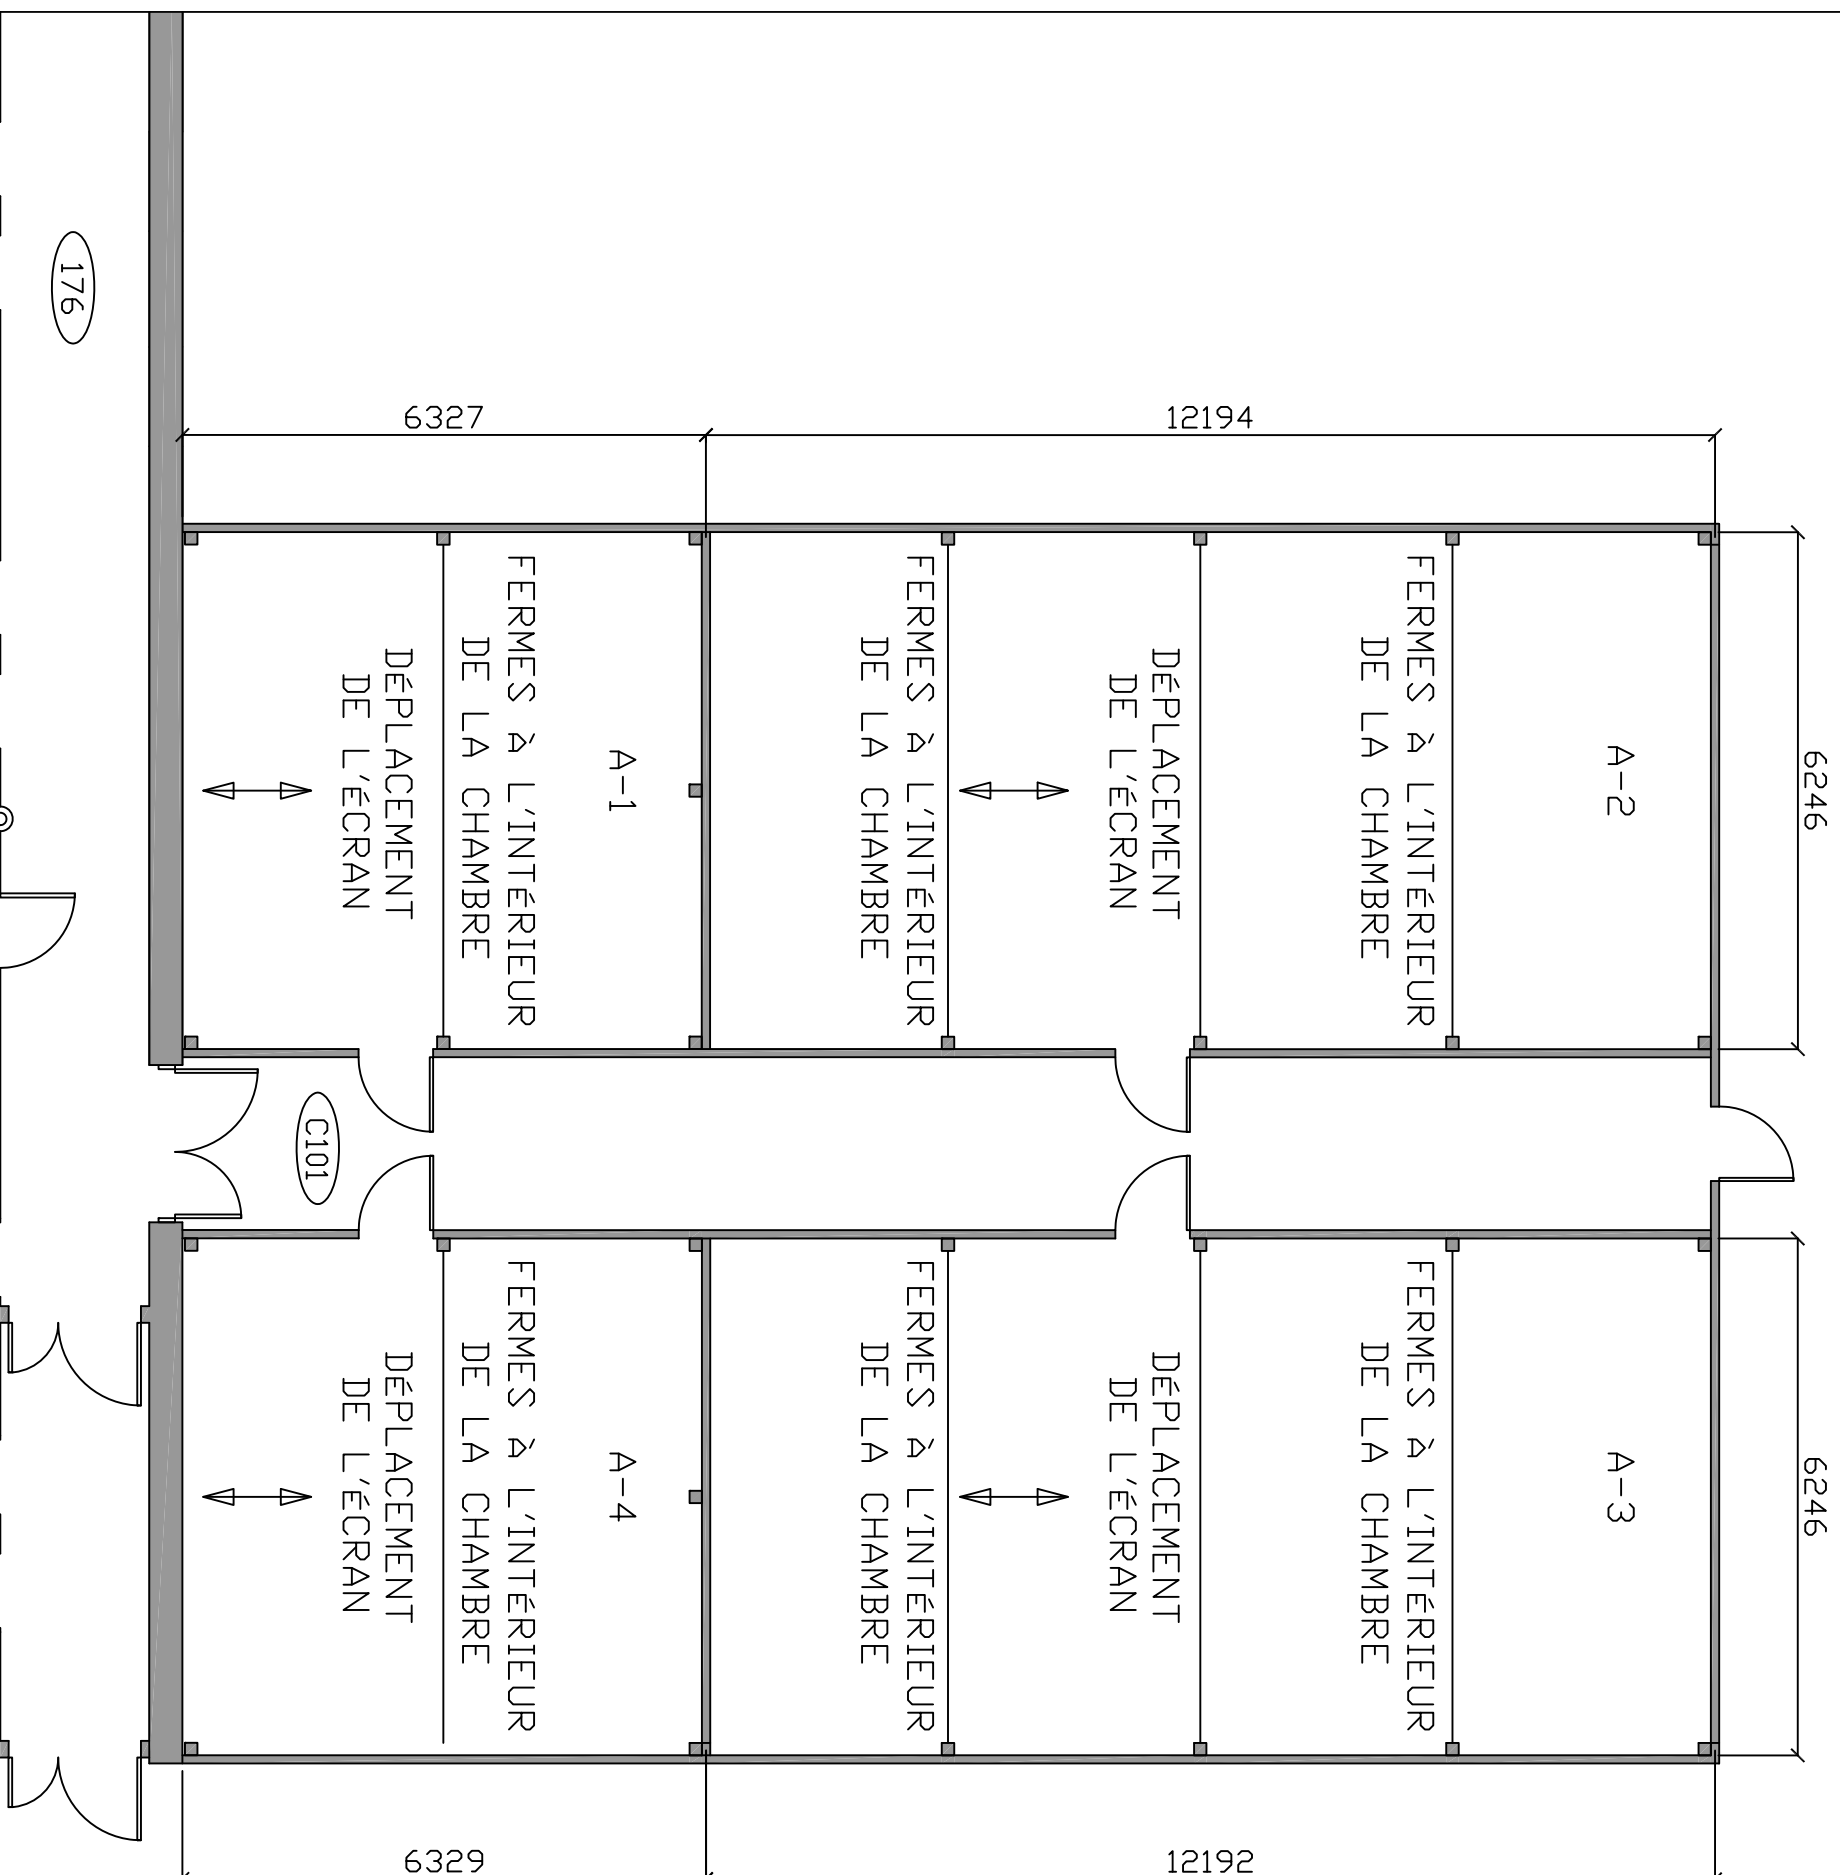 176
6327
12194
6246
FERMES À L'INTÉRIEUR
DE LA CHAMBRE
DÉPLACEMENT
DE L'ÉCRAN
A-1
FERMES À L'INTÉRIEUR
DE LA CHAMBRE
DÉPLACEMENT
DE L'ÉCRAN
FERMES À L'INTÉRIEUR
DE LA CHAMBRE
A-2
C101
6246
FERMES À L'INTÉRIEUR
DE LA CHAMBRE
DÉPLACEMENT
DE L'ÉCRAN
A-4
FERMES À L'INTÉRIEUR
DE LA CHAMBRE
DÉPLACEMENT
DE L'ÉCRAN
FERMES À L'INTÉRIEUR
DE LA CHAMBRE
A-3
6329
12192